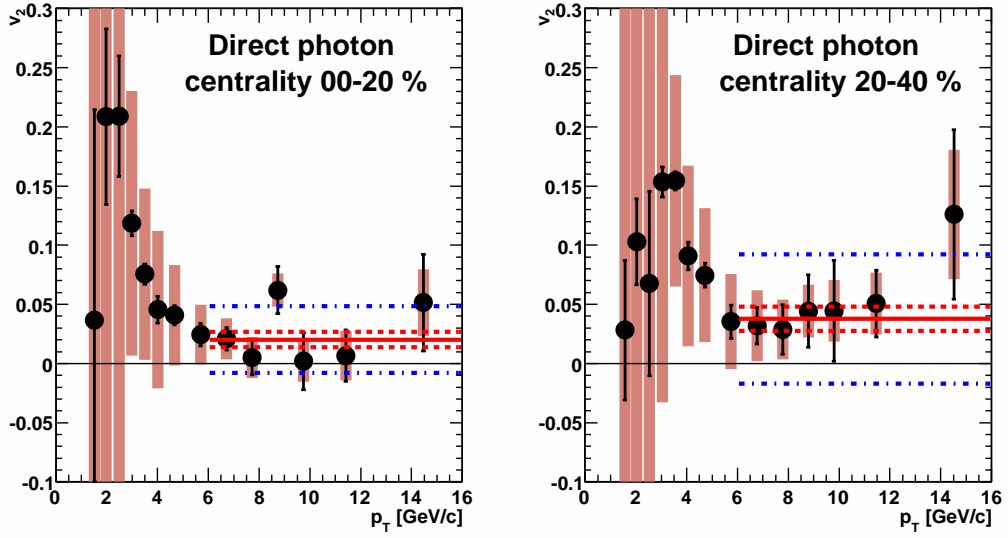 v2
0.3
0.25
0.2
0.15
0.1
0.05
0
-0.05
-0.1
0 2 4 6 8 10 12 14 16
pT [GeV/c]
Direct photon
centrality 00-20 %
v2
0.3
0.25
0.2
0.15
0.1
0.05
0
-0.05
-0.1
0 2 4 6 8 10 12 14 16
pT [GeV/c]
Direct photon
centrality 20-40 %